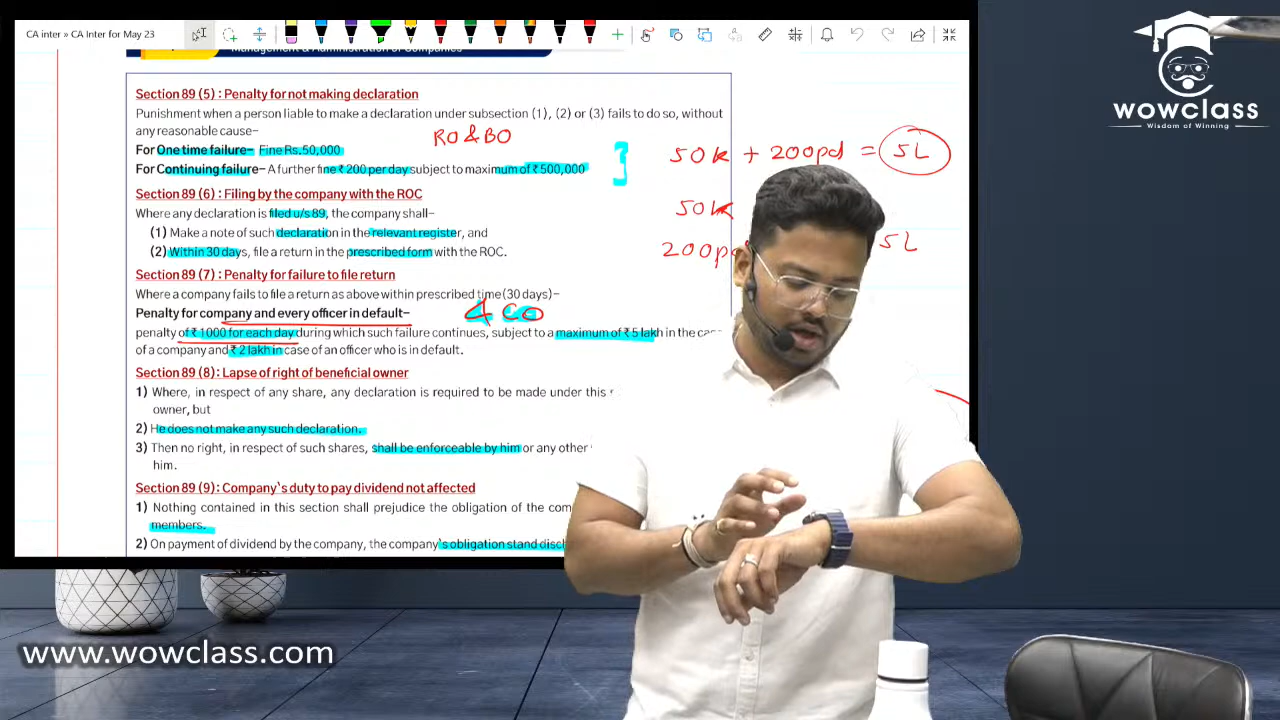 CA inter » CA Inter for May 23
Management & Administration of Companies
Section 89 (5) : Penalty for not making declaration
Punishment when a person liable to make a declaration under subsection (1), (2) or (3) fails to do so, without
any reasonable cause–
RO & BO
For One time failure– Fine Rs.50,000
For Continuing failure– A further fine ₹ 200 per day subject to maximum of ₹ 500,000
50k + 200pd = 5L
50k
200pd
5L
Section 89 (6) : Filing by the company with the ROC
Where any declaration is filed u/s 89, the company shall–
(1) Make a note of such declaration in the relevant register, and
(2) Within 30 days, file a return in the prescribed form with the ROC.
Section 89 (7) : Penalty for failure to file return
Where a company fails to file a return as above within prescribed time (30 days)–
Penalty for company and every officer in default–
penalty of ₹ 1000 for each day during which such failure continues, subject to a maximum of ₹ 5 lakh in the
of a company and ₹ 2 lakh in case of an officer who is in default.
Section 89 (8): Lapse of right of beneficial owner
1) Where, in respect of any share, any declaration is required to be made under this
owner, but
2) He does not make any such declaration.
3) Then no right, in respect of such shares, shall be enforceable by him or any other
him.
Section 89 (9): Company`s duty to pay dividend not affected
1) Nothing contained in this section shall prejudice the obligation of the
members.
2) On payment of dividend by the company, the company`s obligation stand
wowclass
Wisdom of Winning
www.wowclass.com